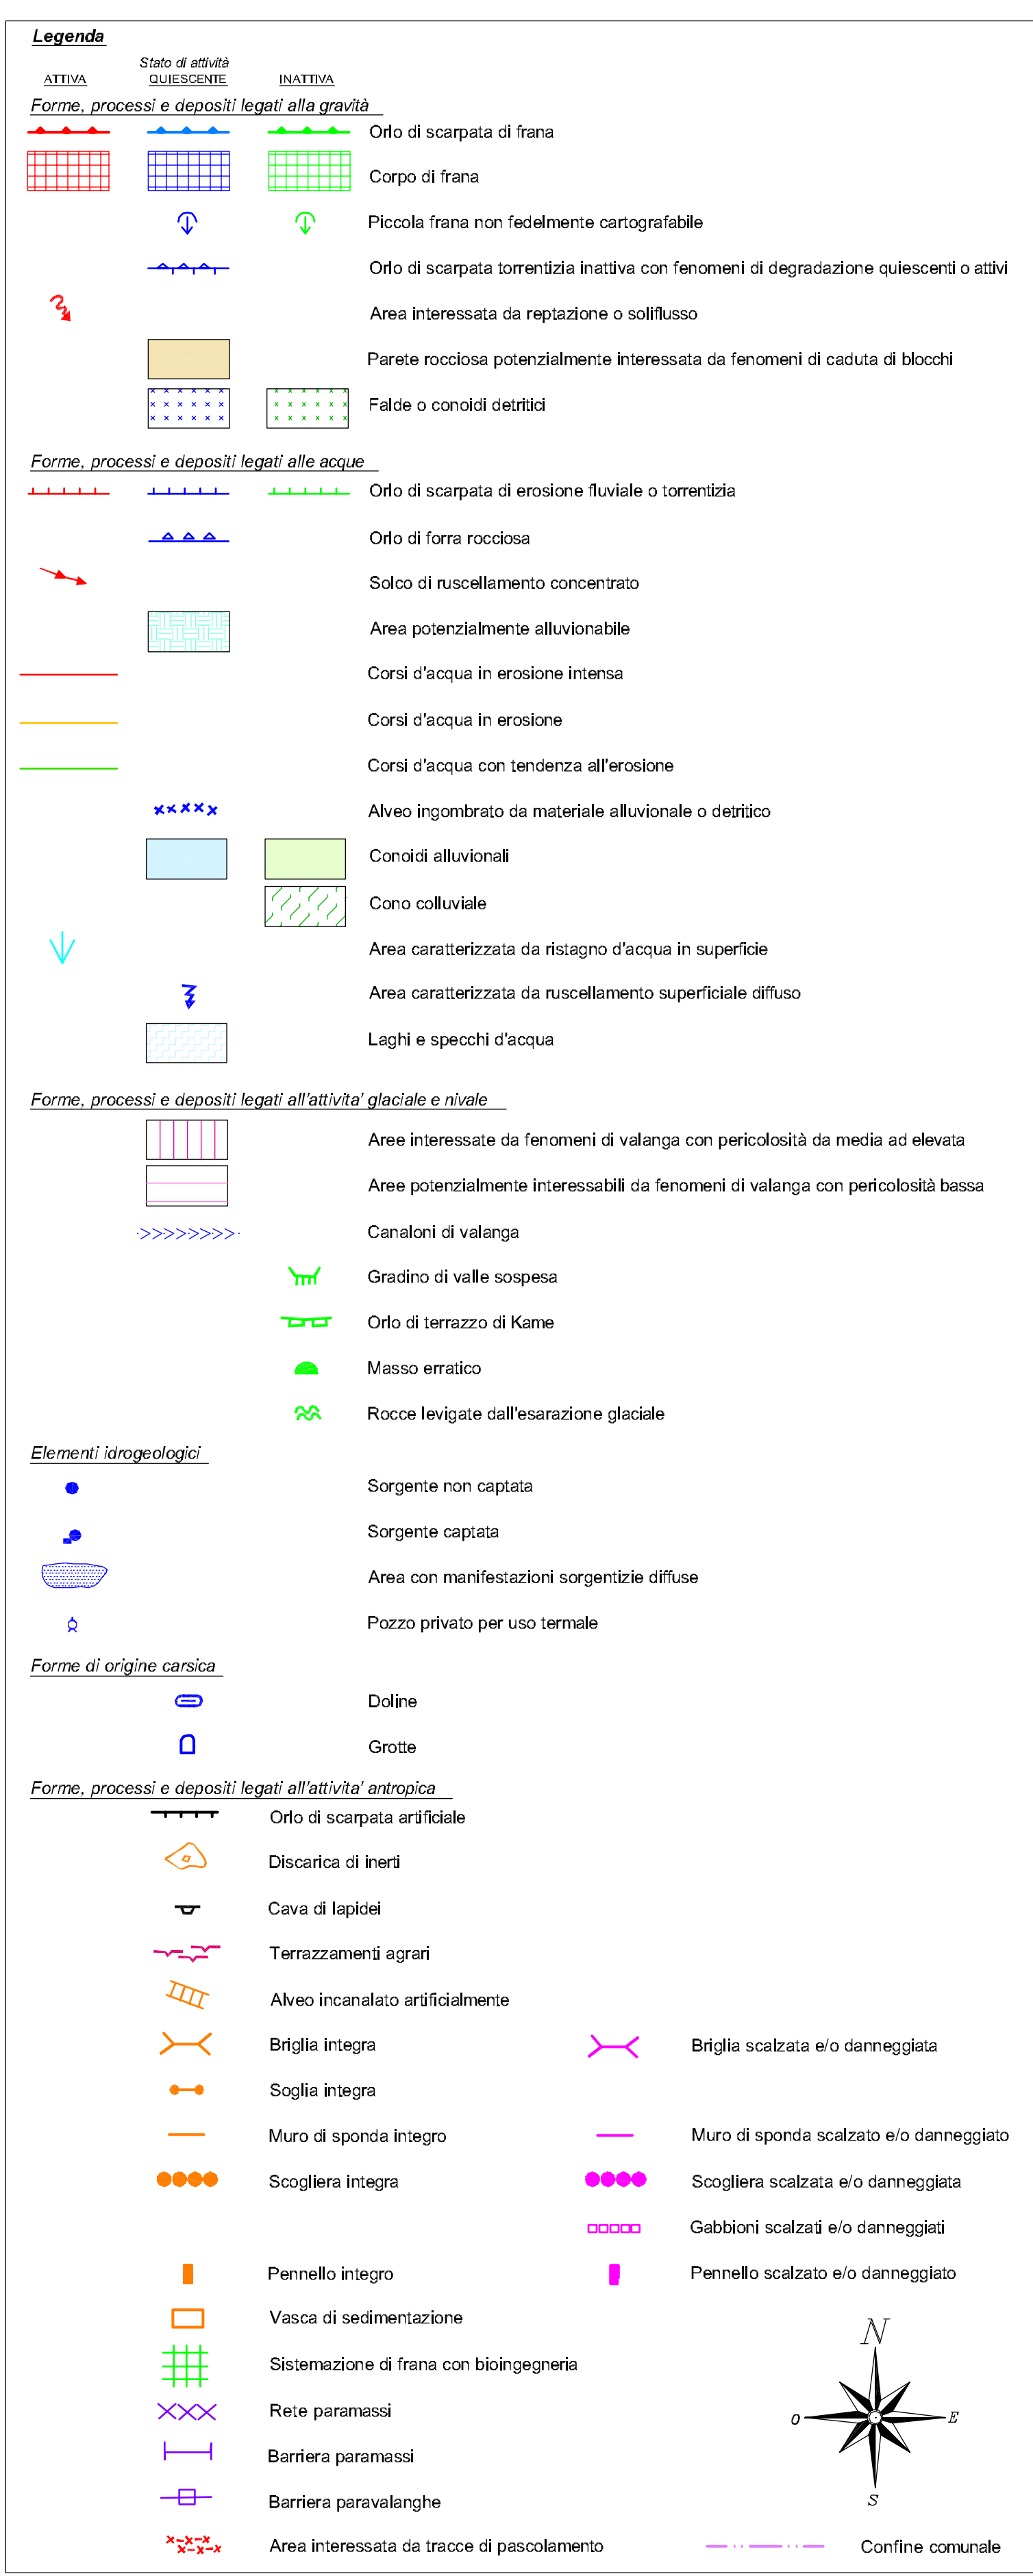 Legenda
Stato di attività
ATTIVA QUIESCENTE INATTIVA
Forme, processi e depositi legati alla gravità
Orlo di scarpata di frana
Corpo di frana
Piccola frana non fedelmente cartografabile
Orlo di scarpata torrentizia inattiva con fenomeni di degradazione quiescenti o attivi
Area interessata da reptazione o soliflusso
Parete rocciosa potenzialmente interessata da fenomeni di caduta di blocchi
Falde o conoidi detritici
Forme, processi e depositi legati alle acque
Orlo di scarpata di erosione fluviale o torrentizia
Orlo di forra rocciosa
Solco di ruscellamento concentrato
Area potenzialmente alluvionabile
Corsi d'acqua in erosione intensa
Corsi d'acqua in erosione
Corsi d'acqua con tendenza all'erosione
Alveo ingombrato da materiale alluvionale o detritico
Conoidi alluvionali
Cono colluviale
Area caratterizzata da ristagno d'acqua in superficie
Area caratterizzata da ruscellamento superficiale diffuso
Laghi e specchi d'acqua
Forme, processi e depositi legati all'attivita' glaciale e nivale
Aree interessate da fenomeni di valanga con pericolosità da media ad elevata
Aree potenzialmente interessabili da fenomeni di valanga con pericolosità bassa
Canaloni di valanga
Gradino di valle sospesa
Orlo di terrazzo di Kame
Masso erratico
Rocce levigate dall'esarazione glaciale
Elementi idrogeologici
Sorgente non captata
Sorgente captata
Area con manifestazioni sorgentizie diffuse
Pozzo privato per uso termale
Forme di origine carsica
Doline
Grotte
Forme, processi e depositi legati all'attivita' antropica
Orlo di scarpata artificiale
Discarica di inerti
Cava di lapidei
Terrazzamenti agrari
Alveo incanalato artificialmente
Briglia integra Briglia scalzata e/o danneggiata
Soglia integra
Muro di sponda integro Muro di sponda scalzato e/o danneggiato
Scogliera integra Scogliera scalzata e/o danneggiata
Gabbioni scalzati e/o danneggiati
Pennello integro Pennello scalzato e/o danneggiato
Vasca di sedimentazione
N
Sistemazione di frana con bioingegneria
Rete paramassi
O E
Barriera paramassi
Barriera paravalanghe
S
Area interessata da tracce di pascolamento Confine comunale